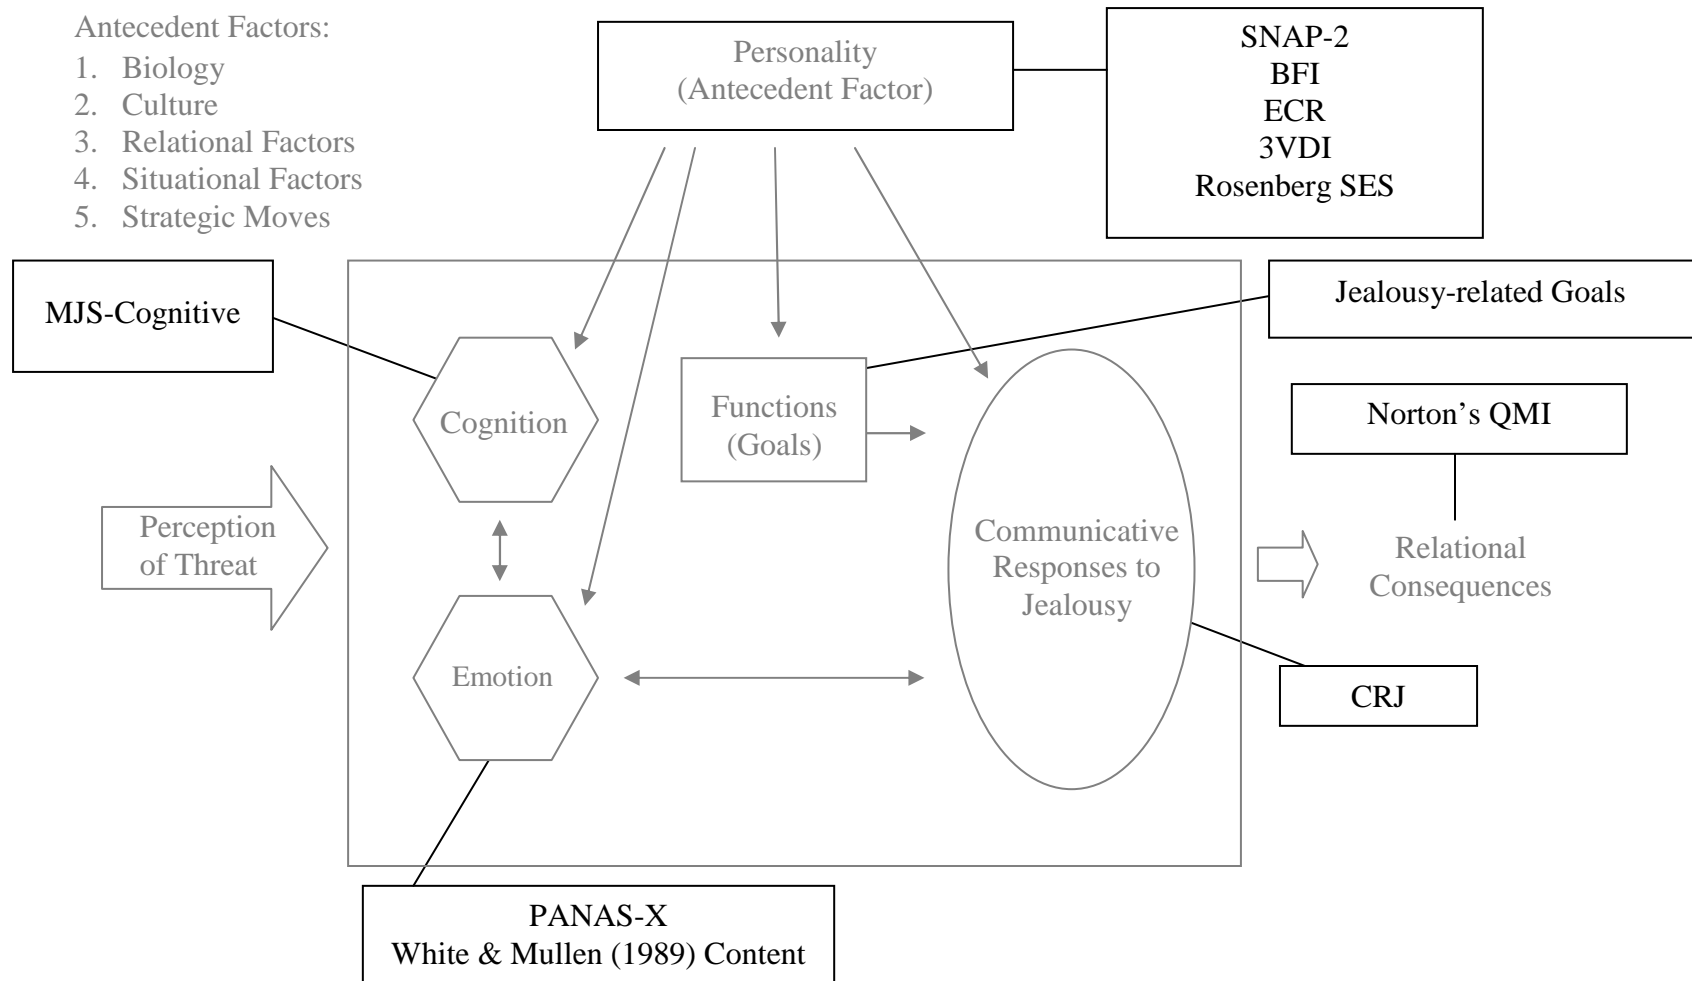 Antecedent Factors:
1. Biology
2. Culture
3. Relational Factors
4. Situational Factors
5. Strategic Moves
Personality
(Antecedent Factor)
SNAP-2
BFI
ECR
3VDI
Rosenberg SES
MJS-Cognitive
Jealousy-related Goals
Cognition
Functions
(Goals)
Norton’s QMI
Perception
of Threat
Communicative
Responses to
Jealousy
Relational
Consequences
Emotion
CRJ
PANAS-X
White & Mullen (1989) Content